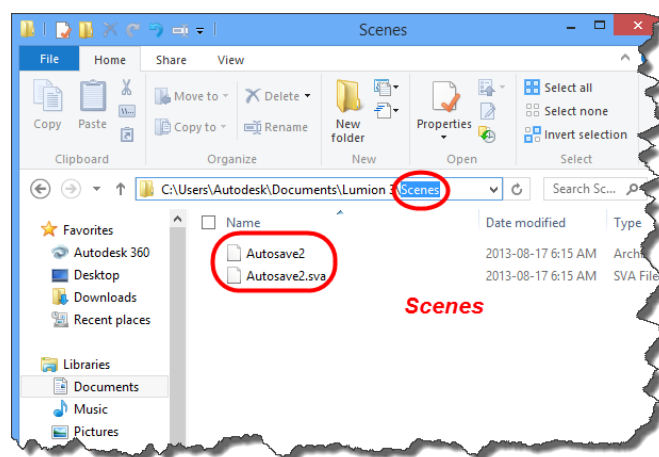 Scenes
File Home Share View
Copy Paste Move to Delete New folder Properties Select all
Copy to Rename Select none
Invert selection
Clipboard Organize New Open Select
C:\Users\Autodesk\Documents\Lumion 3\Scenes Search Sc...
Favorites Name Date modified Type
Autodesk 360 Autosave2 2013-08-17 6:15 AM
Desktop Autosave2.sva 2013-08-17 6:15 AM SVA File
Downloads
Scenes
Recent places
Libraries
Documents
Music
Pictures